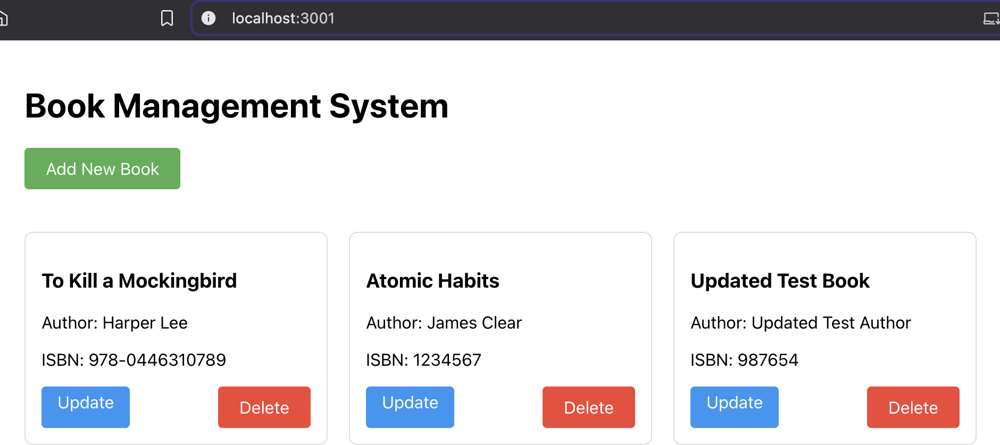 localhost:3001
Book Management System
Add New Book
To Kill a Mockingbird
Author: Harper Lee
ISBN: 978-0446310789
Update
Delete
Atomic Habits
Author: James Clear
ISBN: 1234567
Update
Delete
Updated Test Book
Author: Updated Test Author
ISBN: 987654
Update
Delete